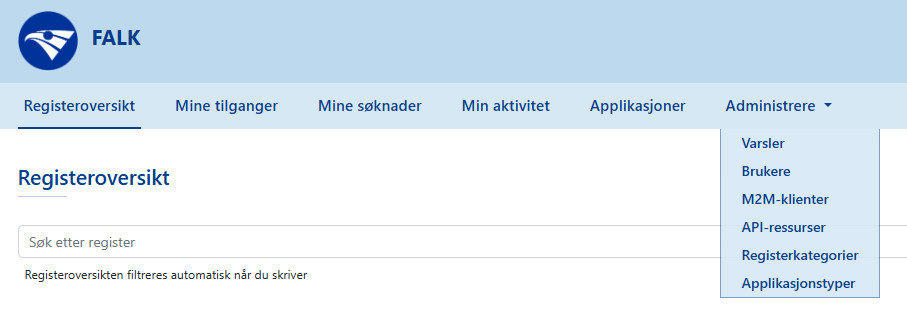 FALK
Registeroversikt Mine tilganger Mine søknader Min aktivitet Applikasjoner Administrere
Varsler
Brukere
M2M-klienter
API-ressurser
Registerkategorier
Applikasjonstyper
Registeroversikt
Søk etter register
Registeroversikten filtreres automatisk når du skriver